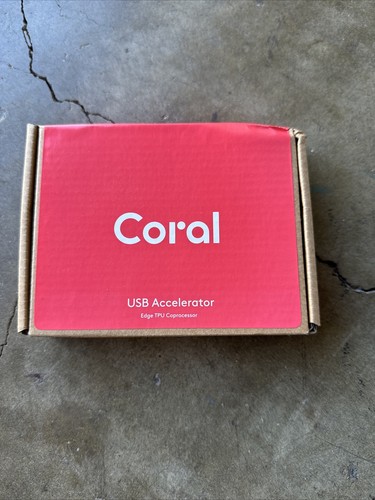 Coral
USB Accelerator
Edge TPU Coprocessor